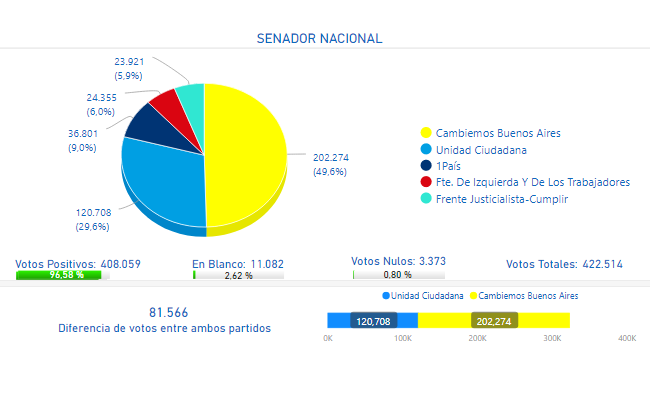 SENADOR NACIONAL
23.921
(5,9%)
24.355
(6,0%)
36.801
(9,0%)
120.708
(29,6%)
202.274
(49,6%)
Cambiemos Buenos Aires
Unidad Ciudadana
1País
Fte. De Izquierda Y De Los Trabajadores
Frente Justicialista-Cumplir
Votos Positivos: 408.059
96,58 %
En Blanco: 11.082
2,62 %
Votos Nulos: 3.373
0,80 %
Votos Totales: 422.514
81.566
Diferencia de votos entre ambos partidos
Unidad Ciudadana Cambiemos Buenos Aires
120,708 202,274
0K 100K 200K 300K 400K